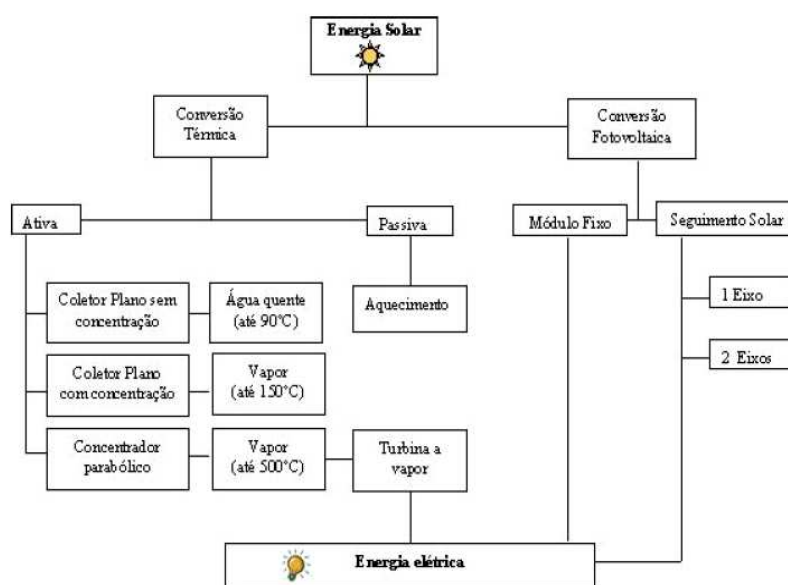 Energia Solar
Conversão
Térmica
Conversão
Fotovoltaica
Ativa
Passiva
Módulo Fixo
Seguimento Solar
Coletor Plano sem
concentração
Água quente
(até 90°C)
Aquecimento
1 Eixo
Coletor Plano
com concentração
Vapor
(até 150°C)
2 Eixos
Concentrador
parabólico
Vapor
(até 500°C)
Turbina a
vapor
Energia elétrica